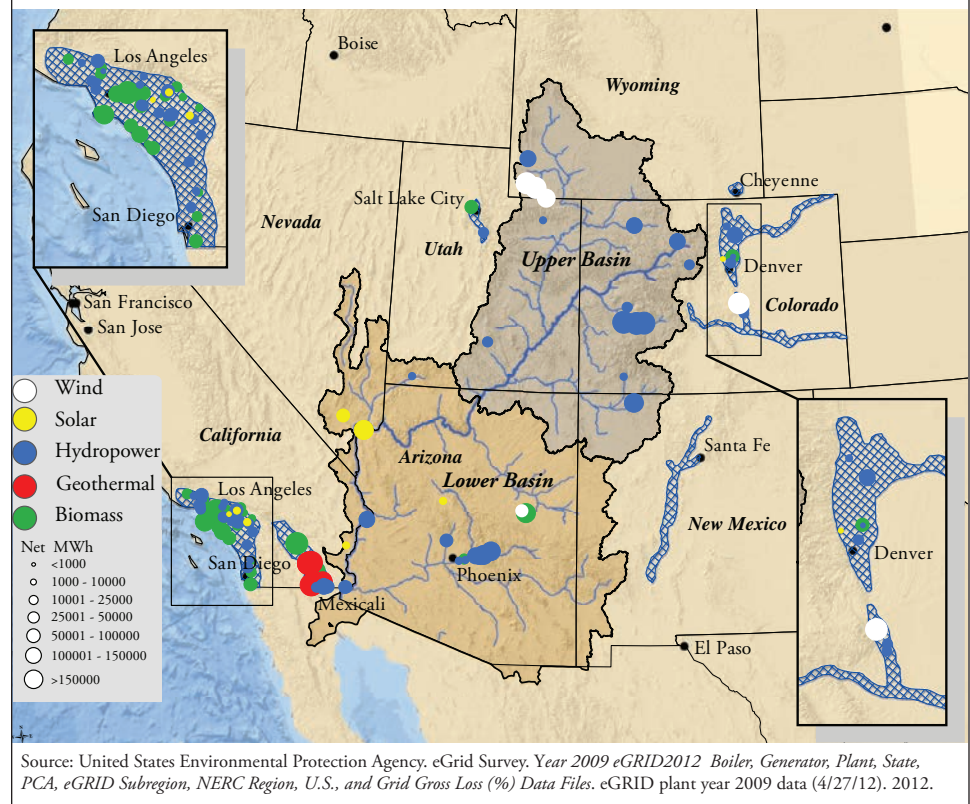 Boise
Wyoming
Los Angeles
San Diego
Nevada
Salt Lake City
Utah
Cheyenne
Upper Basin
Denver
Colorado
San Francisco
San Jose
Wind
Solar
Hydropower
Geothermal
Biomass
Net MWh
<1000
1000 - 10000
10001 - 25000
25001 - 50000
50001 - 100000
100001 - 150000
>150000
California
Arizona
Lower Basin
Santa Fe
New Mexico
Los Angeles
San Diego
Mexicali
Phoenix
El Paso
Denver
Source: United States Environmental Protection Agency. eGrid Survey. Year 2009 eGRID2012 Boiler, Generator, Plant, State,
PCA, eGRID Subregion, NERC Region, U.S., and Grid Gross Loss (%) Data Files. eGRID plant year 2009 data (4/27/12). 2012.